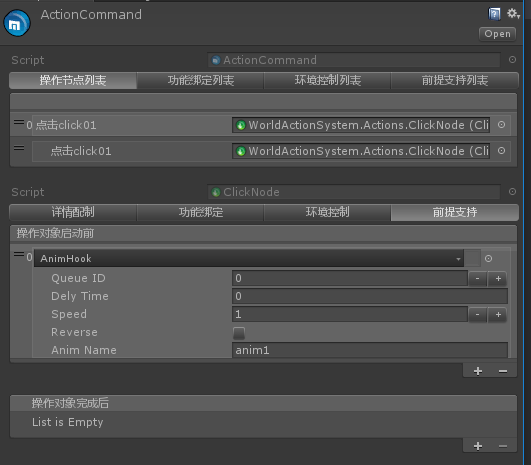 ActionCommand
Open
Script ActionCommand
操作节点列表 功能绑定列表 环境控制列表 前提支持列表
0 点击click01 WorldActionSystem.Actions.ClickNode (Cli
点击click01 WorldActionSystem.Actions.ClickNode (Cli
Script ClickNode
详情配制 功能绑定 环境控制 前提支持
操作对象启动前
0 AnimHook
Queue ID 0 - +
Dely Time 0
Speed 1 - +
Reverse
Anim Name anim1
+ −
操作对象完成后
List is Empty
+ −